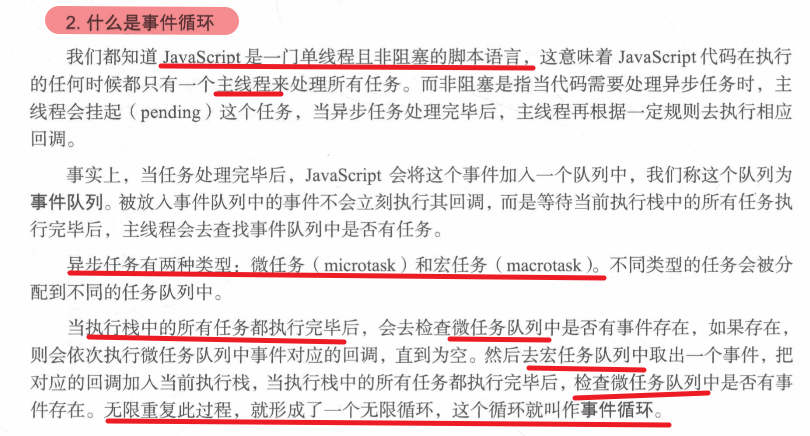 2. 什么是事件循环
我们都知道 JavaScript 是一门单线程且非阻塞的脚本语言，这意味着 JavaScript 代码在执行
的任何时候都只有一个主线程来处理所有任务。而非阻塞是指当代码需要处理异步任务时，主
线程会挂起（pending）这个任务，当异步任务处理完毕后，主线程再根据一定规则去执行相应
回调。
事实上，当任务处理完毕后，JavaScript 会将这个事件加入一个队列中，我们称这个队列为
事件队列。被放入事件队列中的事件不会立刻执行其回调，而是等待当前执行栈中的所有任务执
行完毕后，主线程会去查找事件队列中是否有任务。
异步任务有两种类型：微任务（microtask）和宏任务（macrotask）。不同类型的任务会被分
配到不同的任务队列中。
当执行栈中的所有任务都执行完毕后，会去检查微任务队列中是否有事件存在，如果存在，
则会依次执行微任务队列中事件对应的回调，直到为空。然后去宏任务队列中取出一个事件，把
对应的回调加入当前执行栈，当执行栈中的所有任务都执行完毕后，检查微任务队列中是否有事
件存在。无限重复此过程，就形成了一个无限循环，这个循环就叫作事件循环。